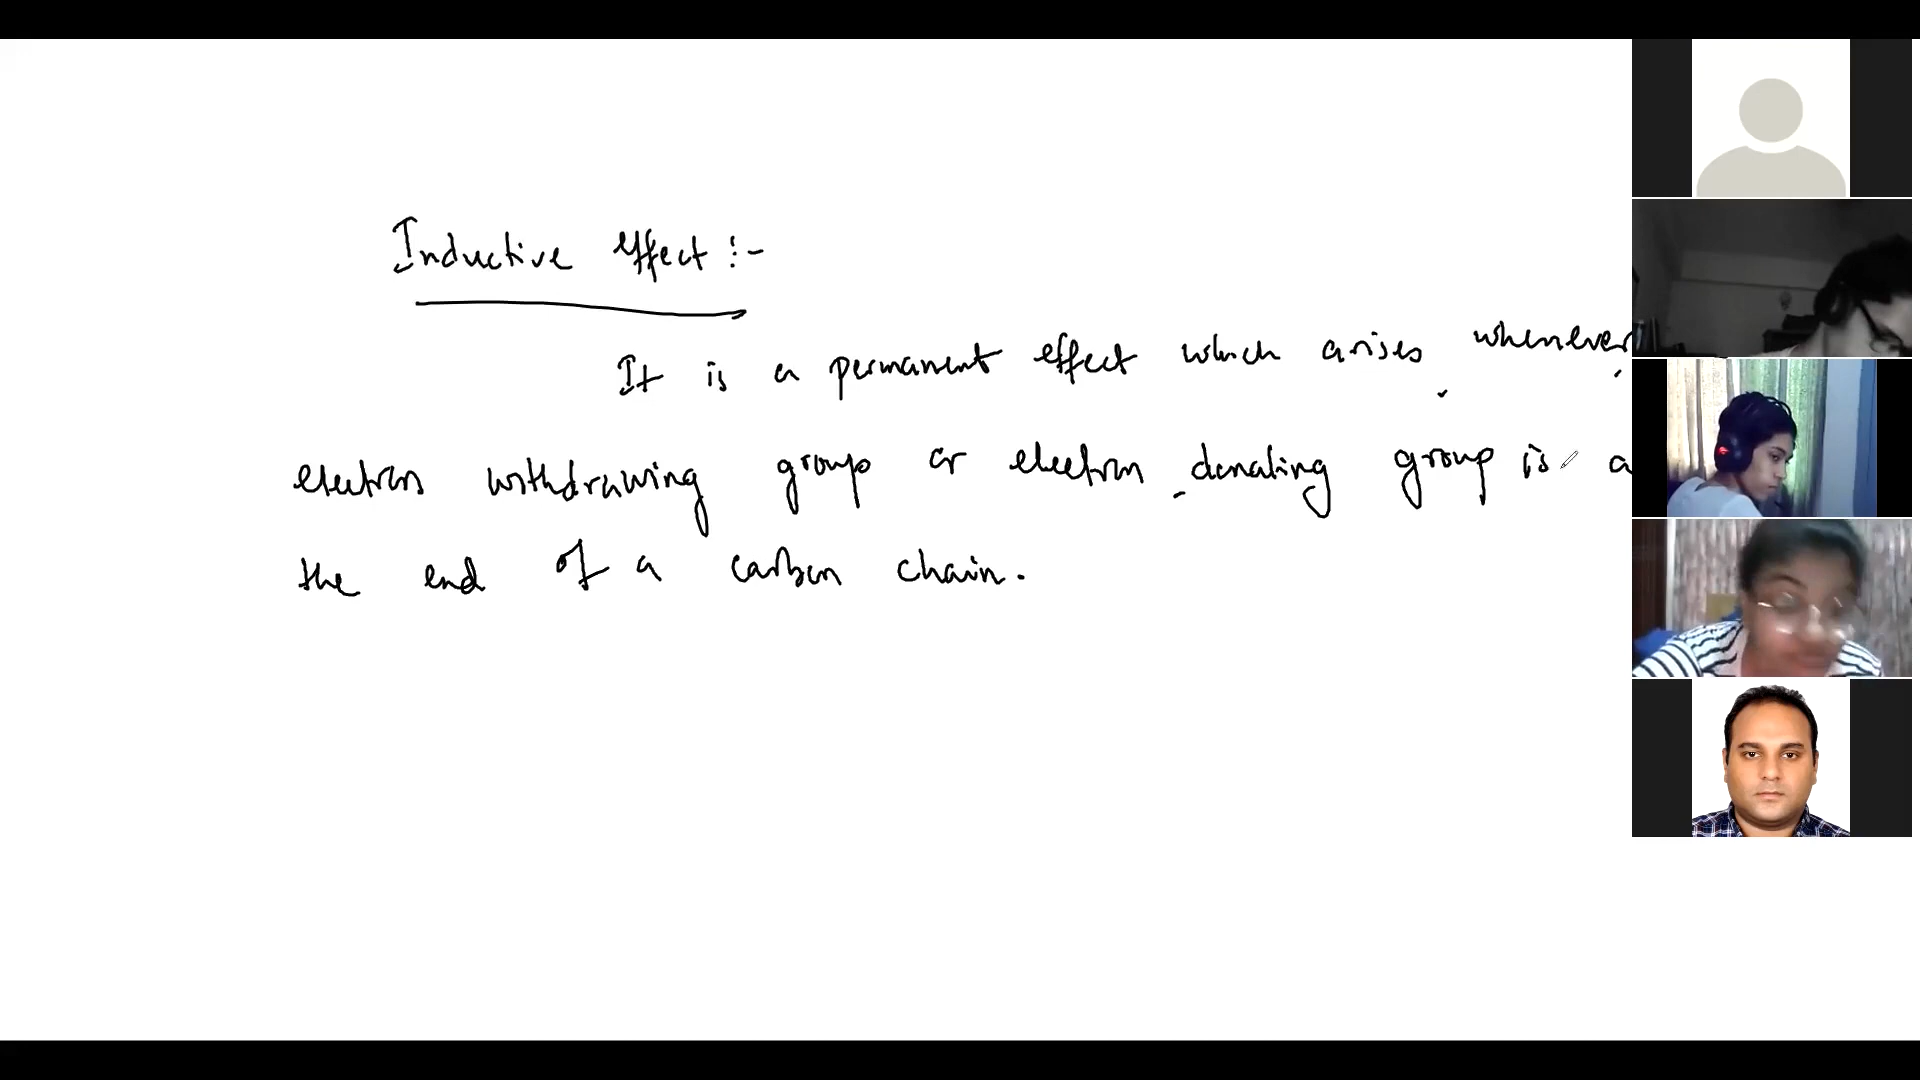 Inductive effect :-
It is a permanent effect which arises whenever
electron withdrawing group or electron donating group is a
the end of a carbon chain.